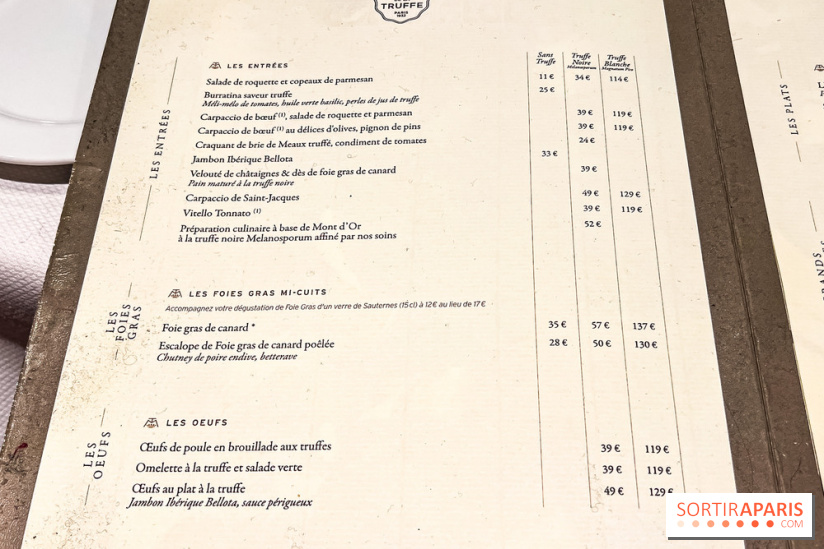 TRUFFE
PARIS
1932
LES ENTRÉES
LES ENTRÉES
Sans Truffe
Truffe Noire Melanosporum
Truffe Blanche Magnatum Pico
Salade de roquette et copeaux de parmesan 11 € 34 € 114 €
Burratina saveur truffe 25 €
Méli-mélo de tomates, huile verte basilic, perles de jus de truffe
Carpaccio de bœuf (1), salade de roquette et parmesan 39 € 119 €
Carpaccio de bœuf (1) au délices d'olives, pignon de pins 39 € 119 €
Craquant de brie de Meaux truffé, condiment de tomates 24 €
Jambon Ibérique Bellota 33 €
Velouté de châtaignes & dès de foie gras de canard 39 €
Pain maturé à la truffe noire
Carpaccio de Saint-Jacques 49 € 129 €
Vitello Tonnato (1) 39 € 119 €
Préparation culinaire à base de Mont d'Or 52 €
à la truffe noire Melanosporum affiné par nos soins
LES FOIES GRAS
LES FOIES GRAS MI-CUITS
Accompagnez votre dégustation de Foie Gras d'un verre de Sauternes (15cl) à 12€ au lieu de 17 €
Foie gras de canard * 35 € 57 € 137 €
Escalope de Foie gras de canard poêlée 28 € 50 € 130 €
Chutney de poire endive, betterave
LES OEUFS
LES OEUFS
Œufs de poule en brouillade aux truffes 39 € 119 €
Omelette à la truffe et salade verte 39 € 119 €
Œufs au plat à la truffe 49 € 129 €
Jambon Ibérique Bellota, sauce périgueux
LES PLATS
SORTIRAPARIS
.COM